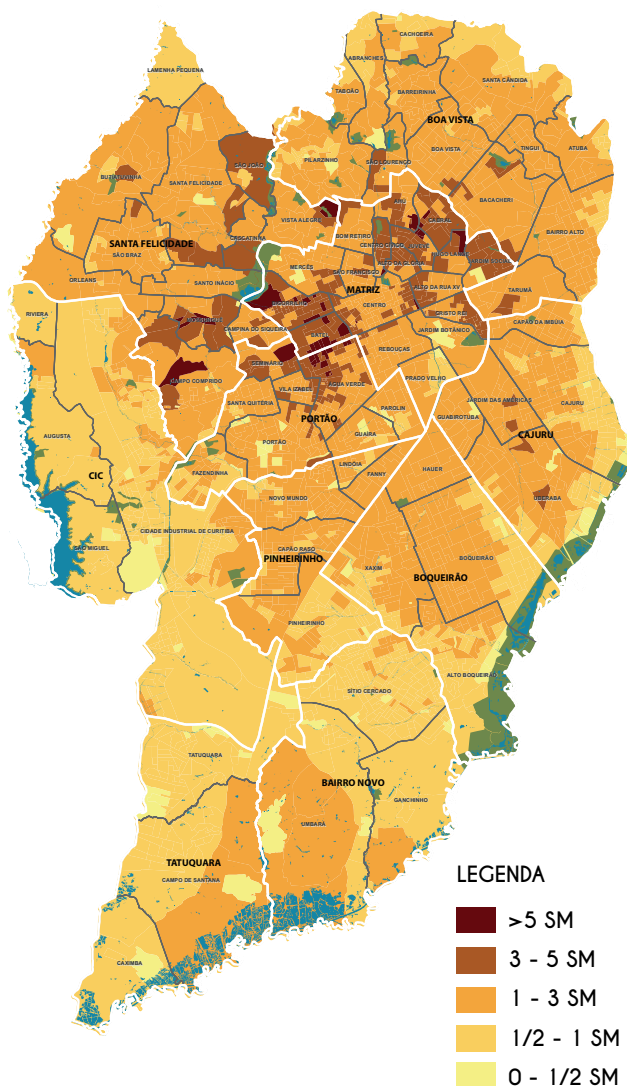 CACHOEIRA
ABRANCHES
LAMENHA PEQUENA
SANTA CÂNDIDA
TABOÃO
BARREIRINHA
BOA VISTA
BOA VISTA
TINGUI
ATUBA
PILARZINHO
SÃO LOURENÇO
SÃO JOÃO
BUTIATUVINHA
SANTA FELICIDADE
BACACHERI
VISTA ALEGRE
AHÚ
CABRAL
BAIRRO ALTO
CASCATINHA
BOM RETIRO
SANTA FELICIDADE
CENTRO CÍVICO
JUVEVÊ
HUGO LANGE
JARDIM SOCIAL
SÃO BRAZ
MERCÊS
SÃO FRANCISCO
ALTO DA GLÓRIA
ORLEANS
SANTO INÁCIO
MATRIZ
ALTO DA RUA XV
TARUMÃ
BIGORRILHO
CENTRO
CRISTO REI
RIVIERA
CAMPINA DO SIQUEIRA
BATEL
JARDIM BOTÂNICO
CAPÃO DA IMBUIA
REBOUÇAS
SEMINÁRIO
CAMPO COMPRIDO
VILA IZABEL
ÁGUA VERDE
PRADO VELHO
SANTA QUITÉRIA
JARDIM DAS AMÉRICAS
CAJURU
PAROLIN
GUABIROTUBA
PORTÃO
AUGUSTA
GUAÍRA
CAJURU
PORTÃO
LINDÓIA
HAUER
CIC
FAZENDINHA
FANNY
UBERABA
NOVO MUNDO
CIDADE INDUSTRIAL DE CURITIBA
SÃO MIGUEL
CAPÃO RASO
PINHEIRINHO
XAXIM
BOQUEIRÃO
BOQUEIRÃO
PINHEIRINHO
ALTO BOQUEIRÃO
SÍTIO CERCADO
TATUQUARA
BAIRRO NOVO
GANCHINHO
UMBARÁ
TATUQUARA
CAMPO DE SANTANA
CAXIMBA
LEGENDA
>5 SM
3 - 5 SM
1 - 3 SM
1/2 - 1 SM
0 - 1/2 SM